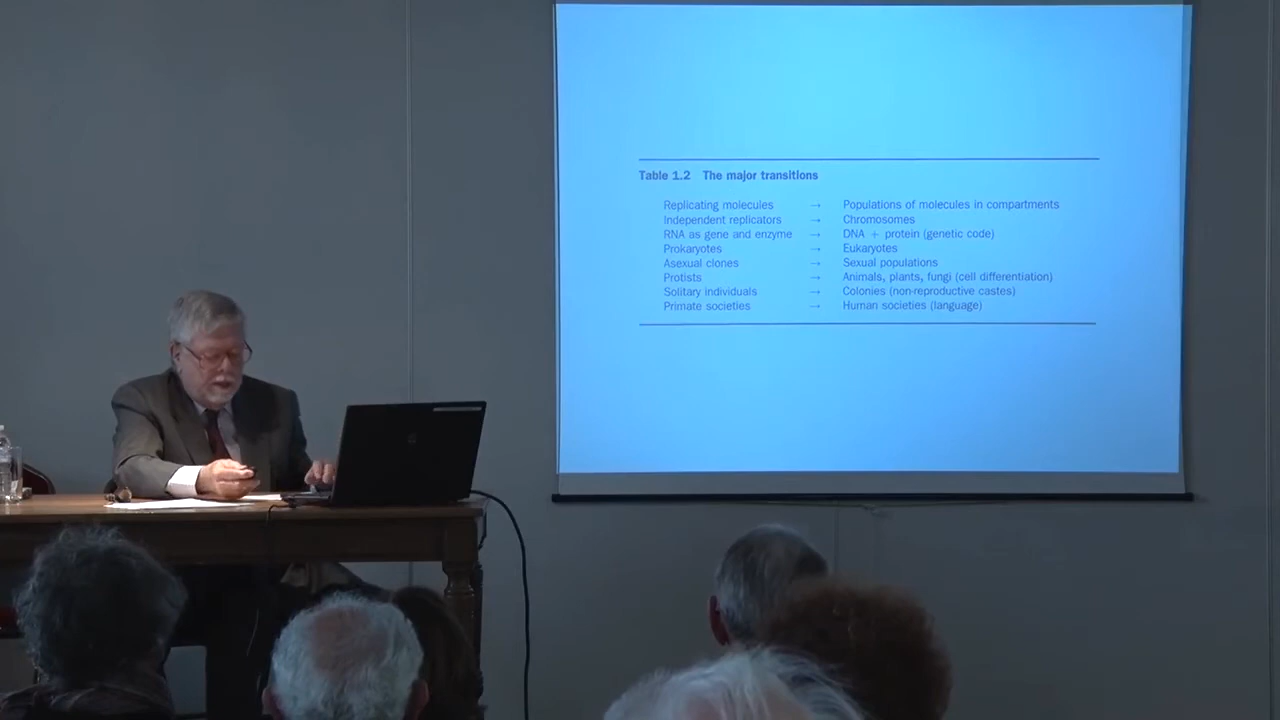 Table 1.2 The major transitions
Replicating molecules → Populations of molecules in compartments
Independent replicators → Chromosomes
RNA as gene and enzyme → DNA + protein (genetic code)
Prokaryotes → Eukaryotes
Asexual clones → Sexual populations
Protists → Animals, plants, fungi (cell differentiation)
Solitary individuals → Colonies (non-reproductive castes)
Primate societies → Human societies (language)